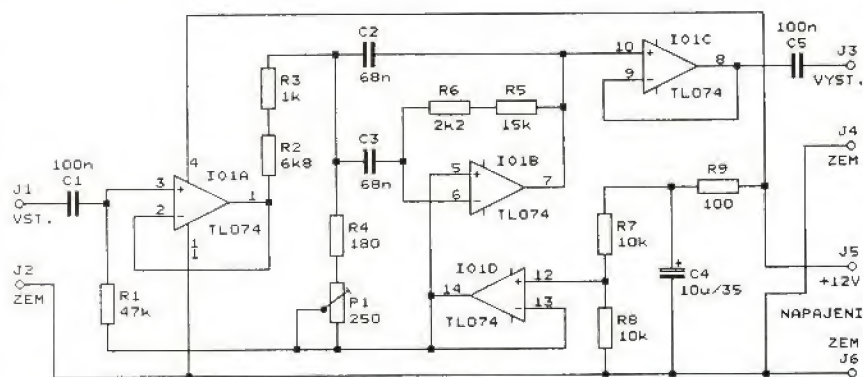 C2
68n
R3
1k
R2
6k8
4
IO1A
100n
C1
3
2
1
TL074
11
J1
VST.
J2
ZEM
R1
47k
C3
68n
R6
2k2
R5
15k
R4
180
P1
250
5
6
IO1B
7
TL074
IO1D
14
12
13
TL074
10
9
IO1C
8
TL074
100n
C5
J3
VYST.
J4
ZEM
R9
100
R7
10k
R8
10k
C4
10u/35
J5
+12V
NAPAJENI
ZEM
J6